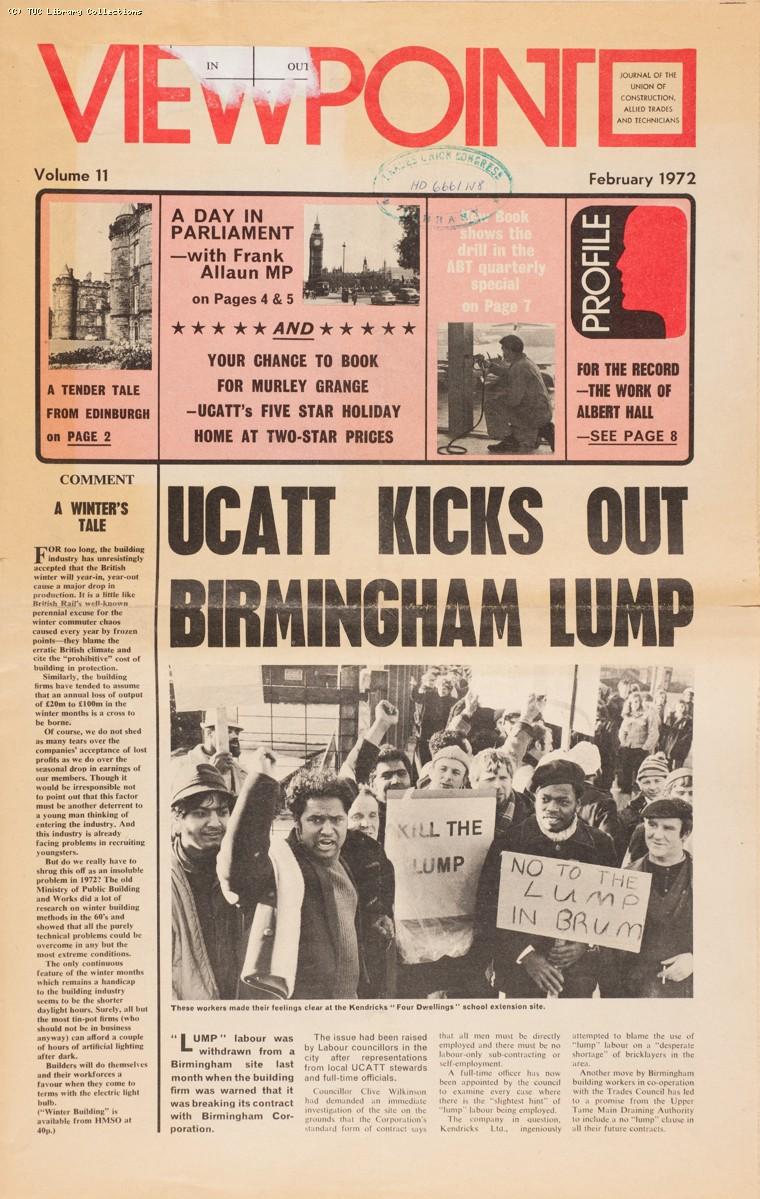 (C) TUC Library Collections
IN
OUT
VIEWPOINT
JOURNAL OF THE
UNION OF
CONSTRUCTION,
ALLIED TRADES
AND TECHNICIANS
Volume 11
TRADES UNION CONGRESS
HD 6661 N8
February 1972
A TENDER TALE
FROM EDINBURGH
on PAGE 2
A DAY IN
PARLIAMENT
—with Frank
Allaun MP
on Pages 4 & 5
★★★★★ AND ★★★★★
YOUR CHANCE TO BOOK
FOR MURLEY GRANGE
–UCATT's FIVE STAR HOLIDAY
HOME AT TWO-STAR PRICES
Book
shows the
drill in the
ABT quarterly
special
on Page 7
PROFILE
FOR THE RECORD
—THE WORK OF
ALBERT HALL
—SEE PAGE 8
COMMENT
A WINTER'S
TALE
FOR too long, the building
industry has unresistingly
accepted that the British
winter will year-in, year-out
cause a major drop in
production. It is a little like
British Rail's well-known
perennial excuse for the
winter commuter chaos
caused every year by frozen
points—they blame the
erratic British climate and
cite the "prohibitive" cost of
building in protection.
Similarly, the building
firms have tended to assume
that an annual loss of output
of £20m to £100m in the
winter months is a cross to
be borne.
Of course, we do not shed
as many tears over the
companies' acceptance of lost
profits as we do over the
seasonal drop in earnings of
our members. Though it
would be irresponsible not
to point out that this factor
must be another deterrent to
a young man thinking of
entering the industry. And
this industry is already
facing problems in recruiting
youngsters.
But do we really have to
shrug this off as an insoluble
problem in 1972? The old
Ministry of Public Building
and Works did a lot of
research on winter building
methods in the 60's and
showed that all the purely
technical problems could be
overcome in any but the
most extreme conditions.
The only continuous
feature of the winter months
which remains a handicap
to the building industry
seems to be the shorter
daylight hours. Surely, all but
the most tin-pot firms (who
should not be in business
anyway) can afford a couple
of hours of artificial lighting
after dark.
Builders will do themselves
and their workforces a
favour when they come to
terms with the electric light
bulb.
("Winter Building" is
available from HMSO at
40p.)
UCATT KICKS OUT
BIRMINGHAM LUMP
KILL THE
LUMP
NO TO THE
LUMP
IN BRUM
These workers made their feelings clear at the Kendricks "Four Dwellings" school extension site.
"LUMP" labour was
withdrawn from a
Birmingham site last
month when the building
firm was warned that it
was breaking its contract
with Birmingham Cor-
poration.
The issue had been raised
by Labour councillors in the
city after representations
from local UCATT stewards
and full-time officials.
Councillor Clive Wilkinson
had demanded an immediate
investigation of the site on the
grounds that the Corporation's
standard form of contract says
that all men must be directly
employed and there must be no
labour-only sub-contracting or
self-employment.
A full-time officer has now
been appointed by the council
to examine every case where
there is the "slightest hint" of
"lump" labour being employed.
The company in question,
Kendricks Ltd., ingeniously
attempted to blame the use of
"lump" labour on a "desperate
shortage" of bricklayers in the
area.
Another move by Birmingham
building workers in co-operation
with the Trades Council has led
to a promise from the Upper
Tame Main Draining Authority
to include a no "lump" clause in
all their future contracts.